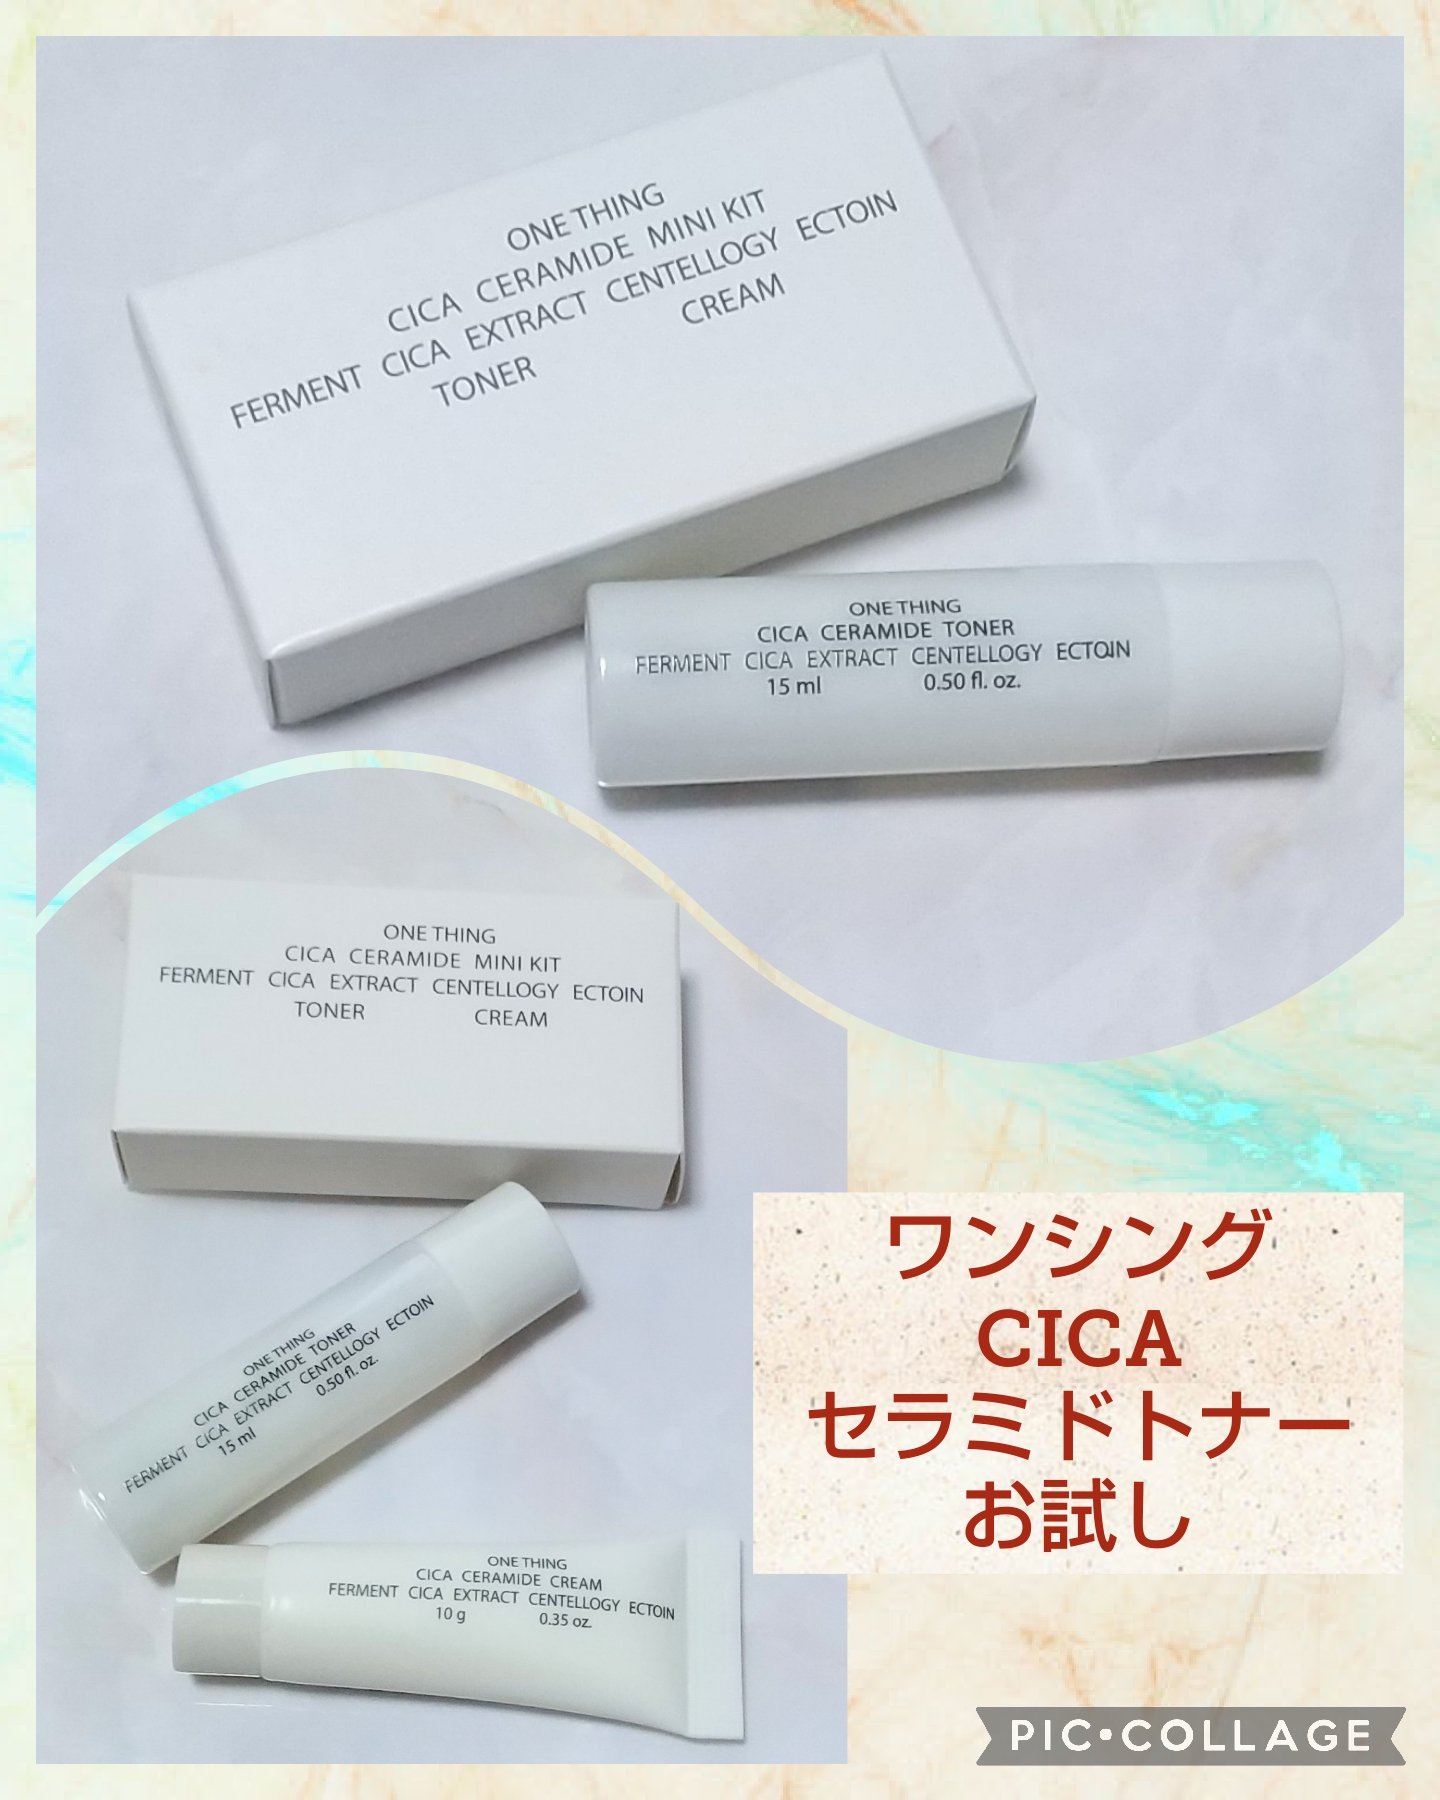 ONE THING
CICA CERAMIDE MINI KIT
FERMENT CICA EXTRACT CENTELLOGY ECTOIN
TONER CREAM
ONE THING
CICA CERAMIDE TONER
FERMENT CICA EXTRACT CENTELLOGY ECTOIN
15 ml 0.50 fl. oz.
ONE THING
CICA CERAMIDE MINI KIT
FERMENT CICA EXTRACT CENTELLOGY ECTOIN
TONER CREAM
ONE THING
CICA CERAMIDE TONER
FERMENT CICA EXTRACT CENTELLOGY ECTOIN
15 ml 0.50 fl. oz.
ONE THING
CICA CERAMIDE CREAM
FERMENT CICA EXTRACT CENTELLOGY ECTOIN
10 g 0.35 oz.
ワンシング
CICA
セラミドトナー
お試し
PIC•COLLAGE